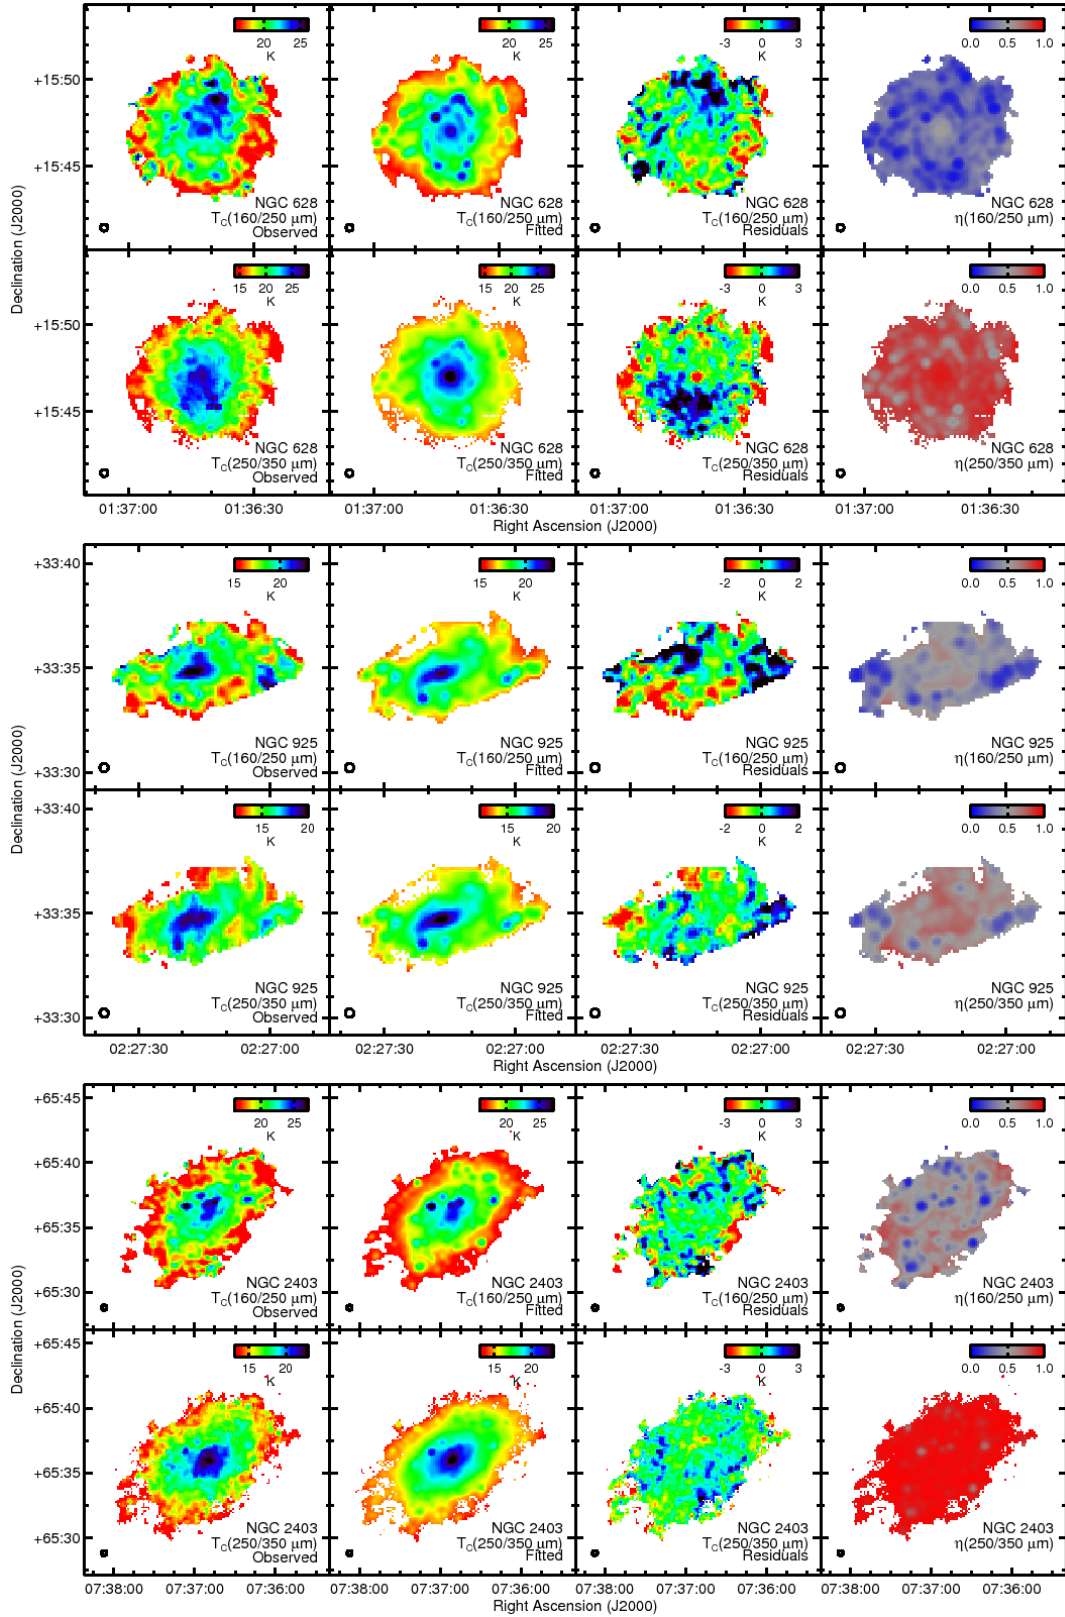 20 25
K
20 25
K
-3 0 3
K
0.0 0.5 1.0
+15:50
+15:45
NGC 628
T_C(160/250 μm)
Observed
NGC 628
T_C(160/250 μm)
Fitted
NGC 628
T_C(160/250 μm)
Residuals
NGC 628
η(160/250 μm)
15 20 25
K
15 20 25
K
-3 0 3
K
0.0 0.5 1.0
+15:50
+15:45
NGC 628
T_C(250/350 μm)
Observed
NGC 628
T_C(250/350 μm)
Fitted
NGC 628
T_C(250/350 μm)
Residuals
NGC 628
η(250/350 μm)
Declination (J2000)
01:37:00 01:36:30 01:37:00 01:36:30 01:37:00 01:36:30 01:37:00 01:36:30
Right Ascension (J2000)
15 20
K
15 20
K
-2 0 2
K
0.0 0.5 1.0
+33:40
+33:35
+33:30
NGC 925
T_C(160/250 μm)
Observed
NGC 925
T_C(160/250 μm)
Fitted
NGC 925
T_C(160/250 μm)
Residuals
NGC 925
η(160/250 μm)
15 20
K
15 20
K
-2 0 2
K
0.0 0.5 1.0
+33:40
+33:35
+33:30
NGC 925
T_C(250/350 μm)
Observed
NGC 925
T_C(250/350 μm)
Fitted
NGC 925
T_C(250/350 μm)
Residuals
NGC 925
η(250/350 μm)
Declination (J2000)
02:27:30 02:27:00 02:27:30 02:27:00 02:27:30 02:27:00 02:27:30 02:27:00
Right Ascension (J2000)
20 25
K
20 25
K
-3 0 3
K
0.0 0.5 1.0
+65:45
+65:40
+65:35
+65:30
NGC 2403
T_C(160/250 μm)
Observed
NGC 2403
T_C(160/250 μm)
Fitted
NGC 2403
T_C(160/250 μm)
Residuals
NGC 2403
η(160/250 μm)
15 20
K
15 20
K
-3 0 3
K
0.0 0.5 1.0
+65:45
+65:40
+65:35
+65:30
NGC 2403
T_C(250/350 μm)
Observed
NGC 2403
T_C(250/350 μm)
Fitted
NGC 2403
T_C(250/350 μm)
Residuals
NGC 2403
η(250/350 μm)
Declination (J2000)
07:38:00 07:37:00 07:36:00 07:38:00 07:37:00 07:36:00 07:38:00 07:37:00 07:36:00 07:38:00 07:37:00 07:36:00
Right Ascension (J2000)